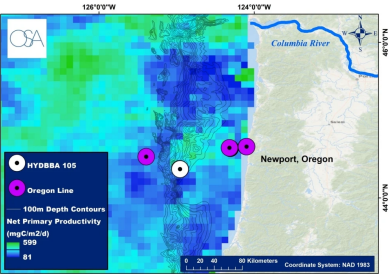 126°0'0"W
124°0'0"W
OSA
Columbia River
N
W
E
S
46°0'0"N
HYDBBA 105
Oregon Line
100m Depth Contours
Net Primary Productivity
(mgC/m2/d)
599
81
Newport, Oregon
44°0'0"N
0 20 40 80 Kilometers
Coordinate System: NAD 1983